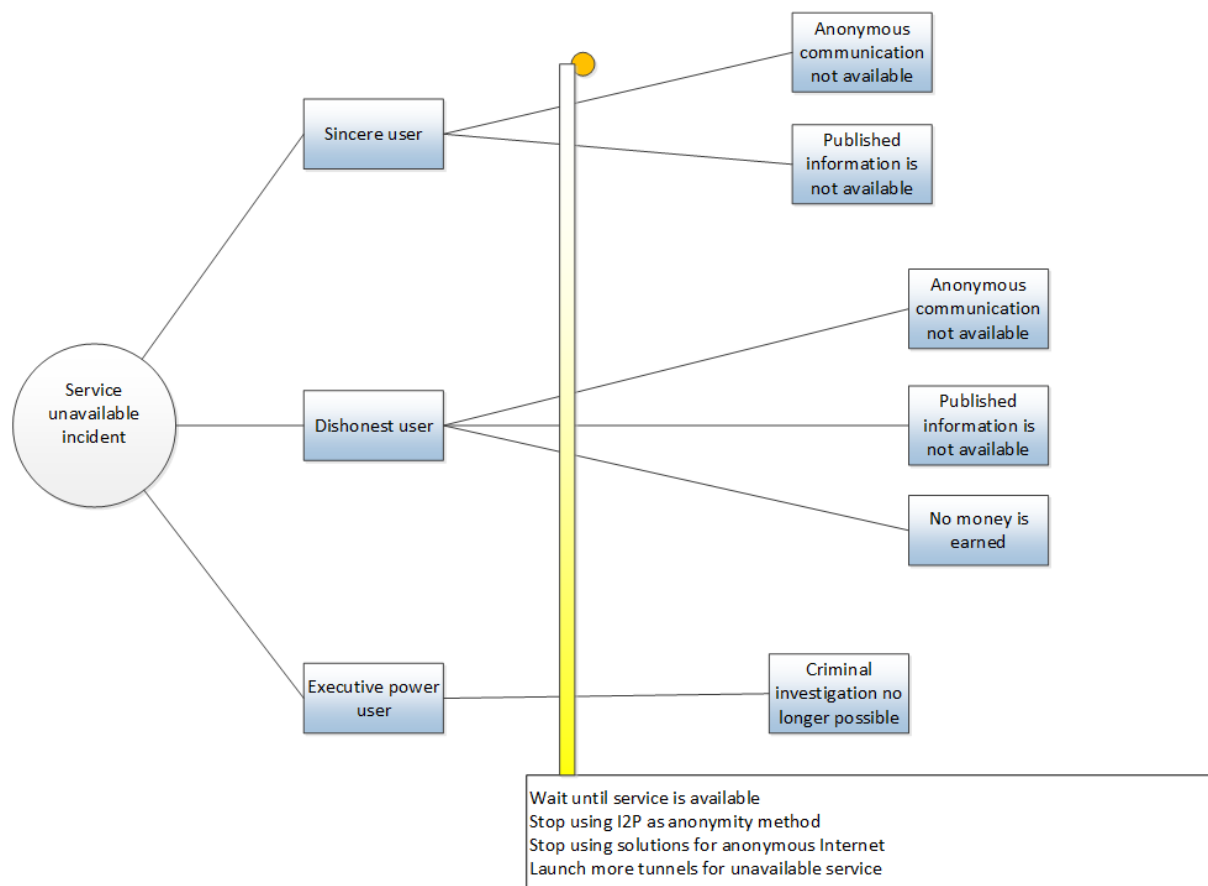 Anonymous
communication
not available
Sincere user
Published
information is
not available
Anonymous
communication
not available
Service
unavailable
incident
Dishonest user
Published
information is
not available
No money is
earned
Executive power
user
Criminal
investigation no
longer possible
Wait until service is available
Stop using I2P as anonymity method
Stop using solutions for anonymous Internet
Launch more tunnels for unavailable service